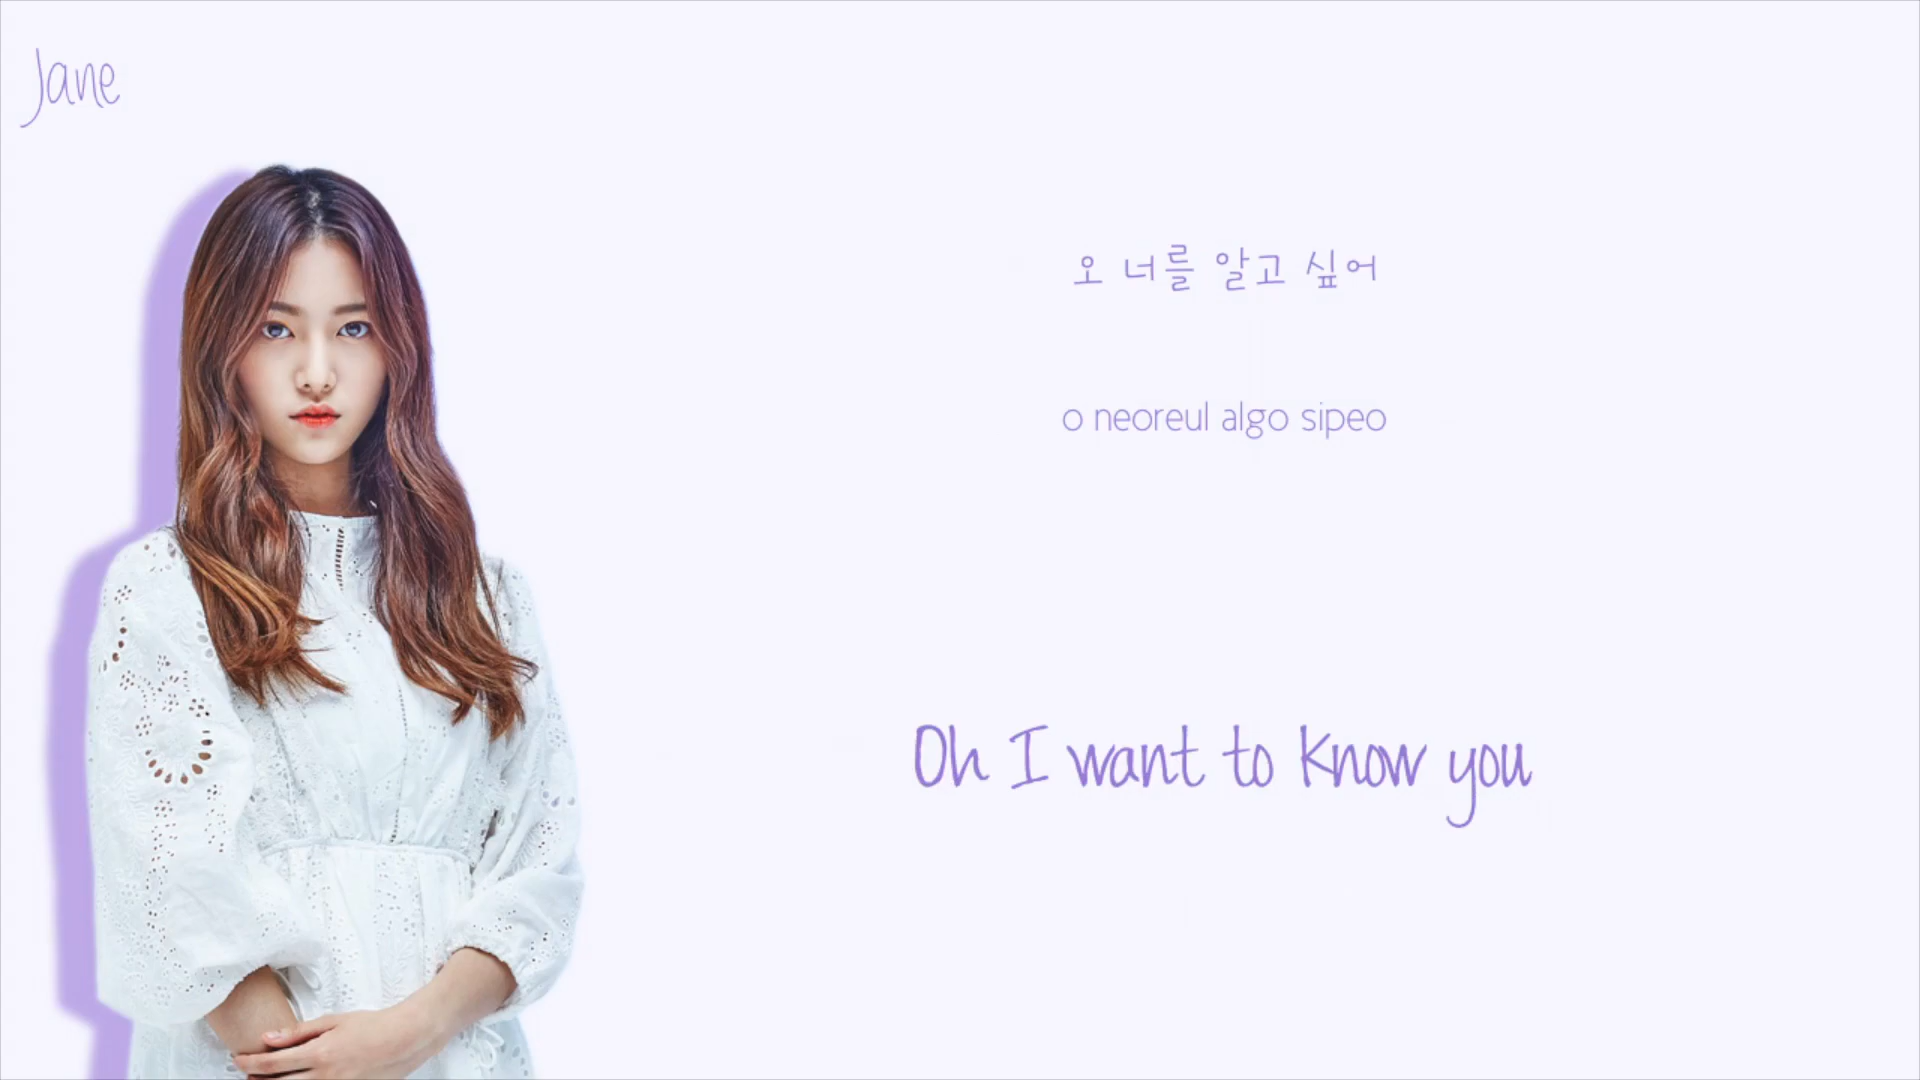 Jane
오 너를 알고 싶어
o neoreul algo sipeo
Oh I want to know you